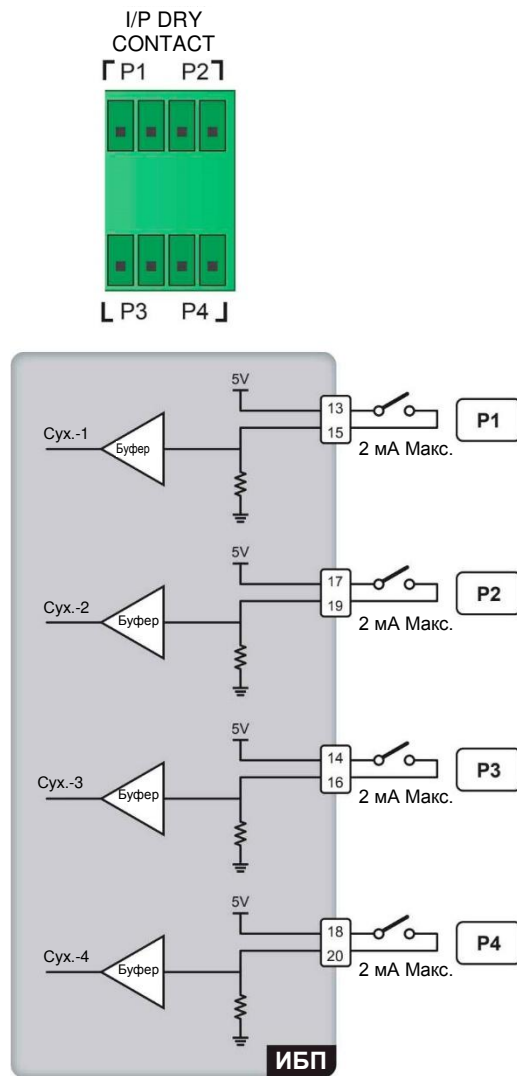 I/P DRY
CONTACT
P1 P2
P3 P4
5V
13
Сух.-1
Буфер
15
P1
2 мА Макс.
5V
17
Сух.-2
Буфер
19
P2
2 мА Макс.
5V
14
Сух.-3
Буфер
16
P3
2 мА Макс.
5V
18
Сух.-4
Буфер
20
P4
2 мА Макс.
ИБП